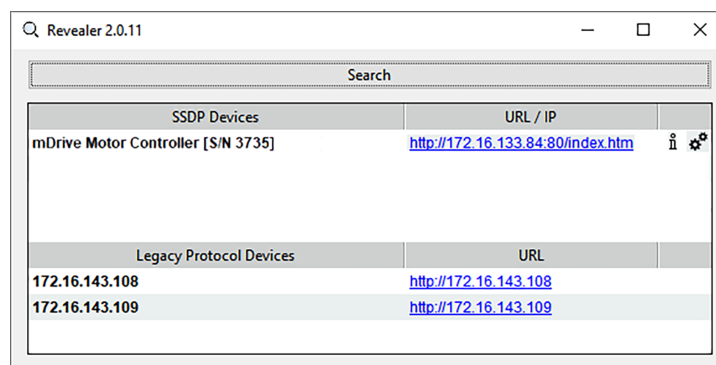 Revealer 2.0.11
Search
SSDP Devices URL / IP
mDrive Motor Controller [S/N 3735] http://172.16.133.84:80/index.htm
Legacy Protocol Devices URL
172.16.143.108 http://172.16.143.108
172.16.143.109 http://172.16.143.109